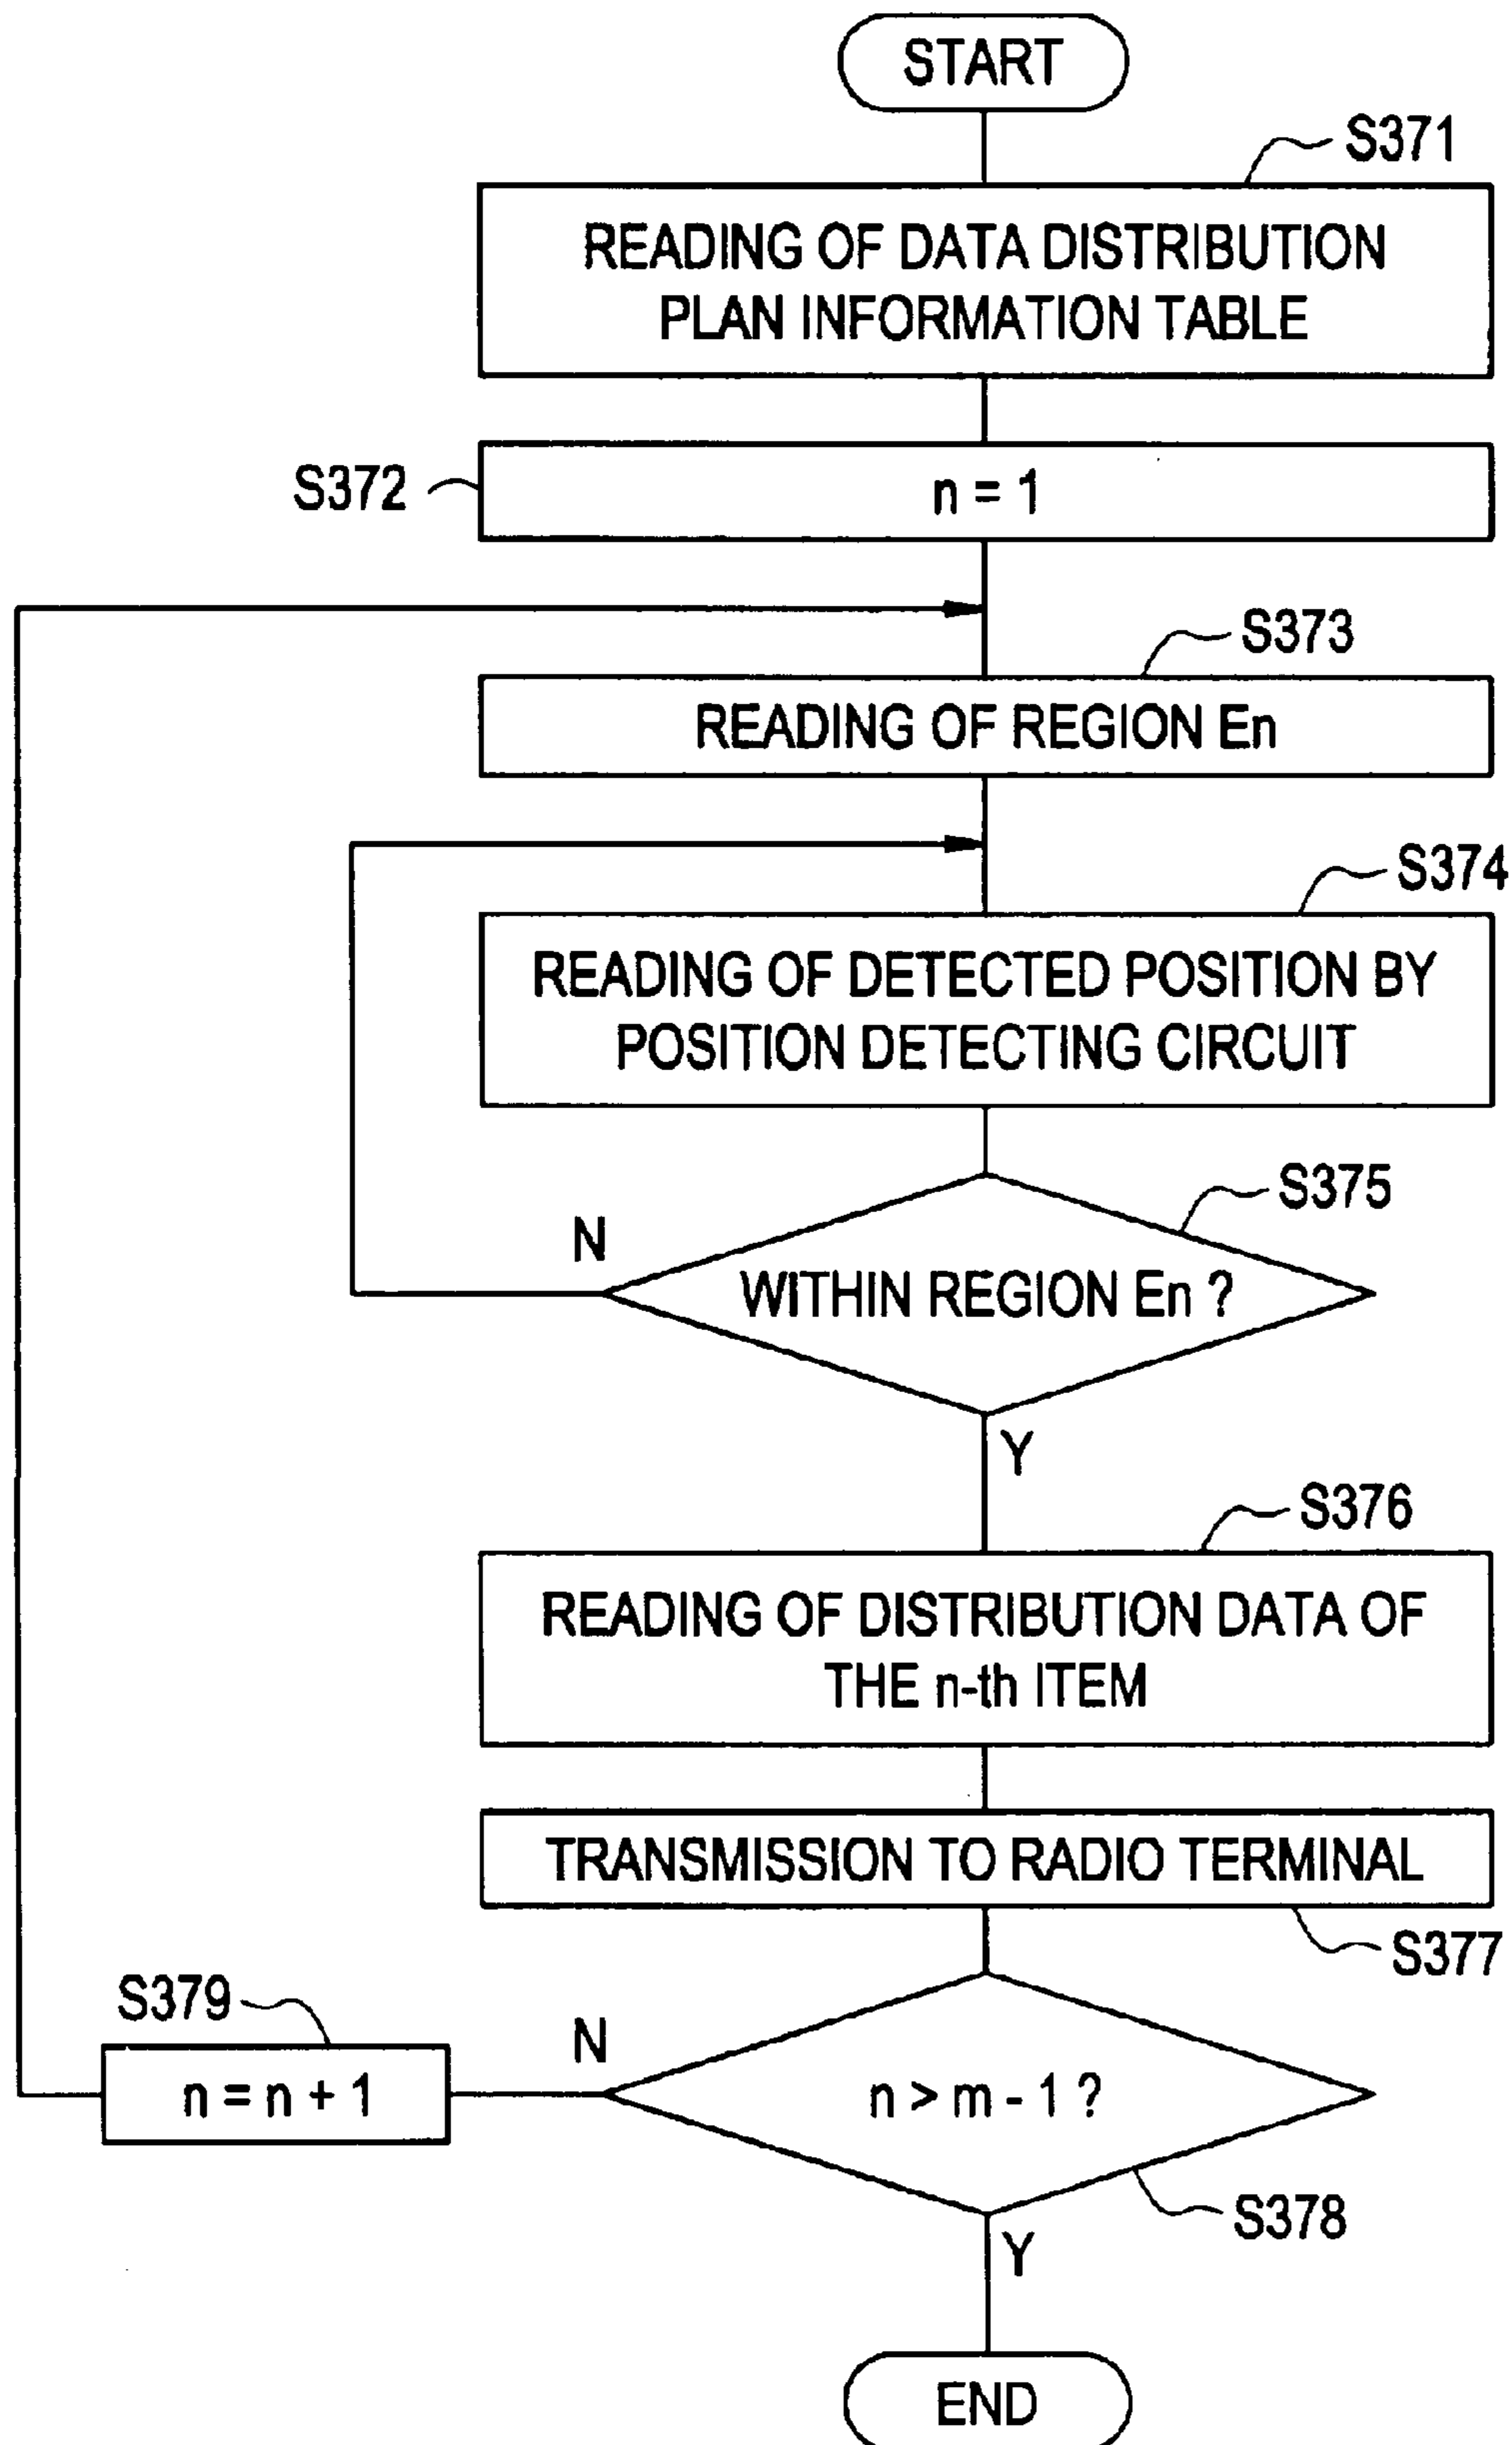 START
S371
READING OF DATA DISTRIBUTION
PLAN INFORMATION TABLE
S372
n = 1
S373
READING OF REGION En
S374
READING OF DETECTED POSITION BY
POSITION DETECTING CIRCUIT
S375
N
WITHIN REGION En ?
Y
S376
READING OF DISTRIBUTION DATA OF
THE n-th ITEM
TRANSMISSION TO RADIO TERMINAL
S377
S379
N
n = n + 1
n > m - 1 ?
S378
Y
END